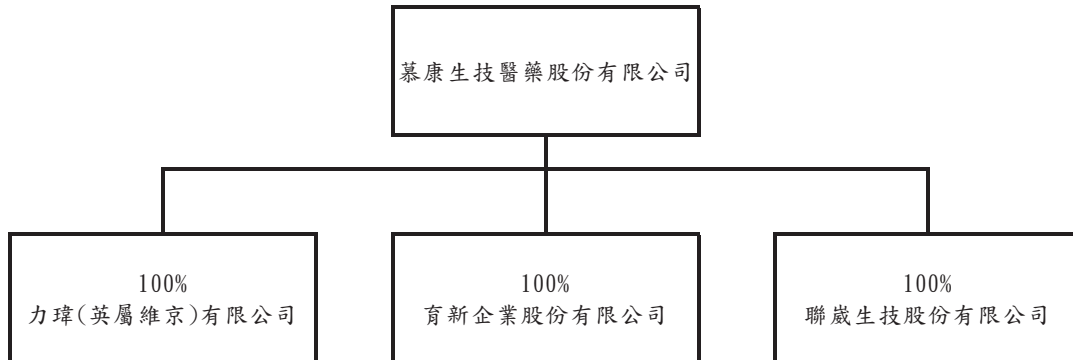 慕康生技醫藥股份有限公司
100%
力瑋(英屬維京)有限公司
100%
育新企業股份有限公司
100%
聯崴生技股份有限公司